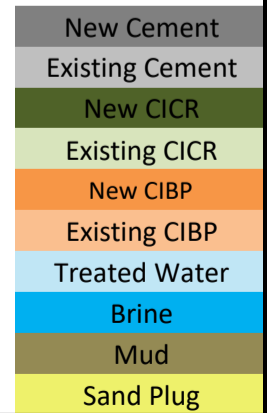 New Cement
Existing Cement
New CICR
Existing CICR
New CIBP
Existing CIBP
Treated Water
Brine
Mud
Sand Plug